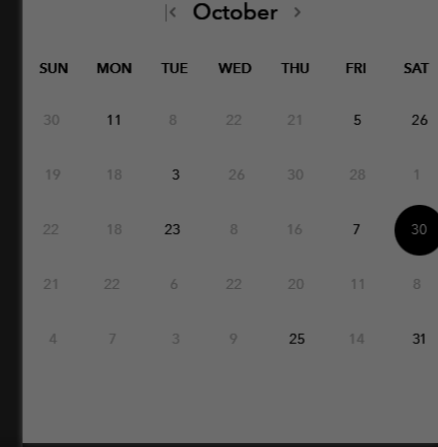 |< October >
SUN MON TUE WED THU FRI SAT
30 11 8 22 21 5 26
19 18 3 26 30 28 1
22 18 23 8 16 7 30
21 22 6 22 20 11 8
4 7 3 9 25 14 31